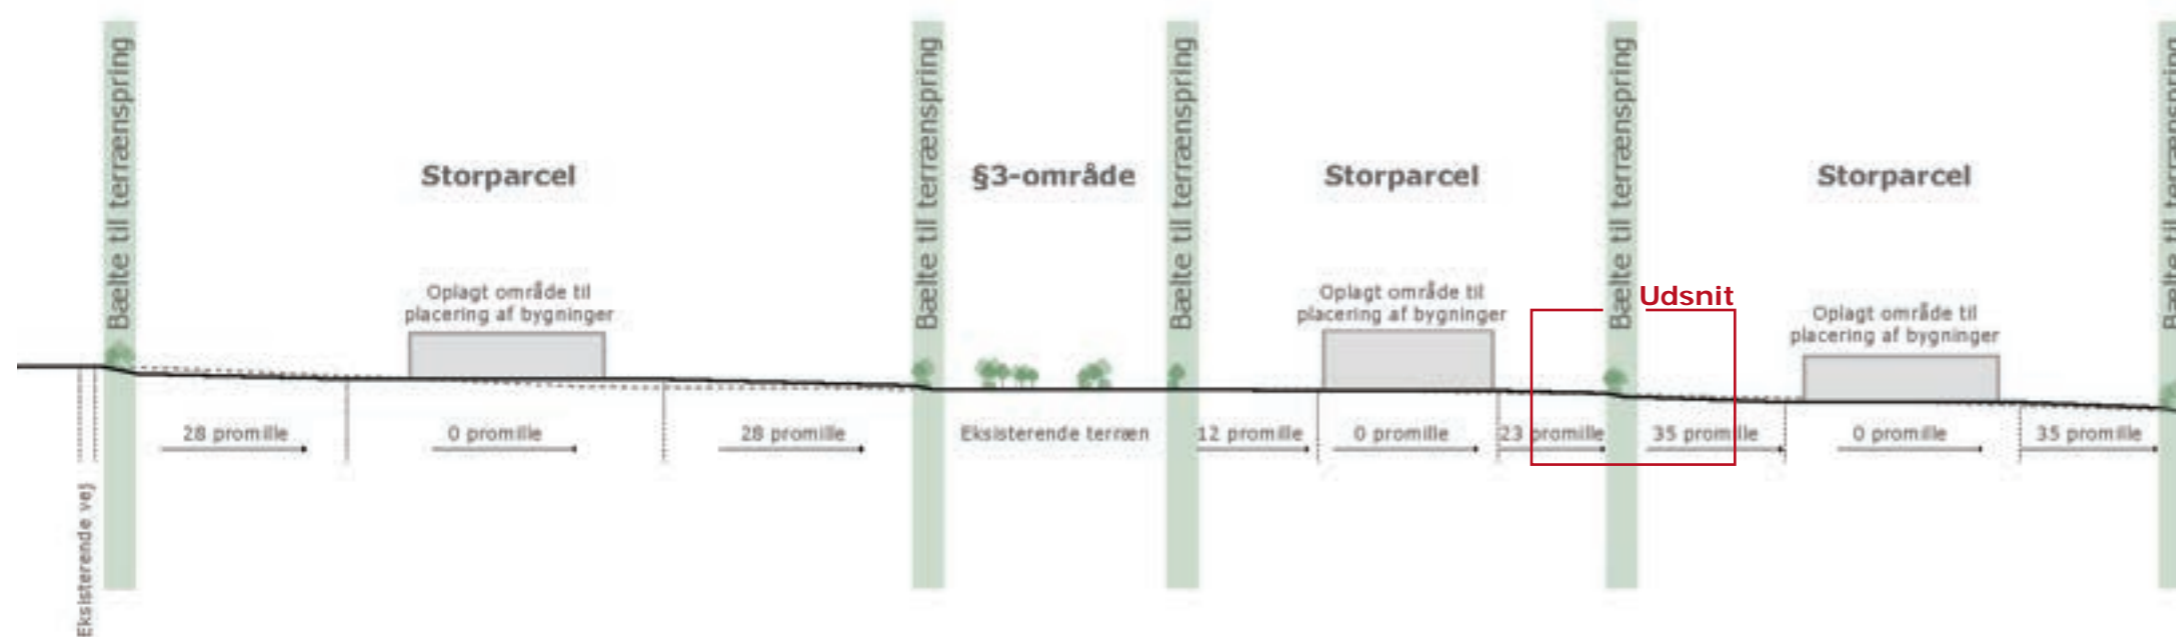 Bælte til terrænspring
Storparcel
Oplagt område til
placering af bygninger
28 promille
0 promille
28 promille
Eksisterende vej
Bælte til terrænspring
§3-område
Eksisterende terræn
Bælte til terrænspring
Storparcel
Oplagt område til
placering af bygninger
12 promille
0 promille
23 promille
Bælte til terrænspring
Udsnit
Storparcel
Oplagt område til
placering af bygninger
35 promille
0 promille
35 promille
Bælte til terrænspring